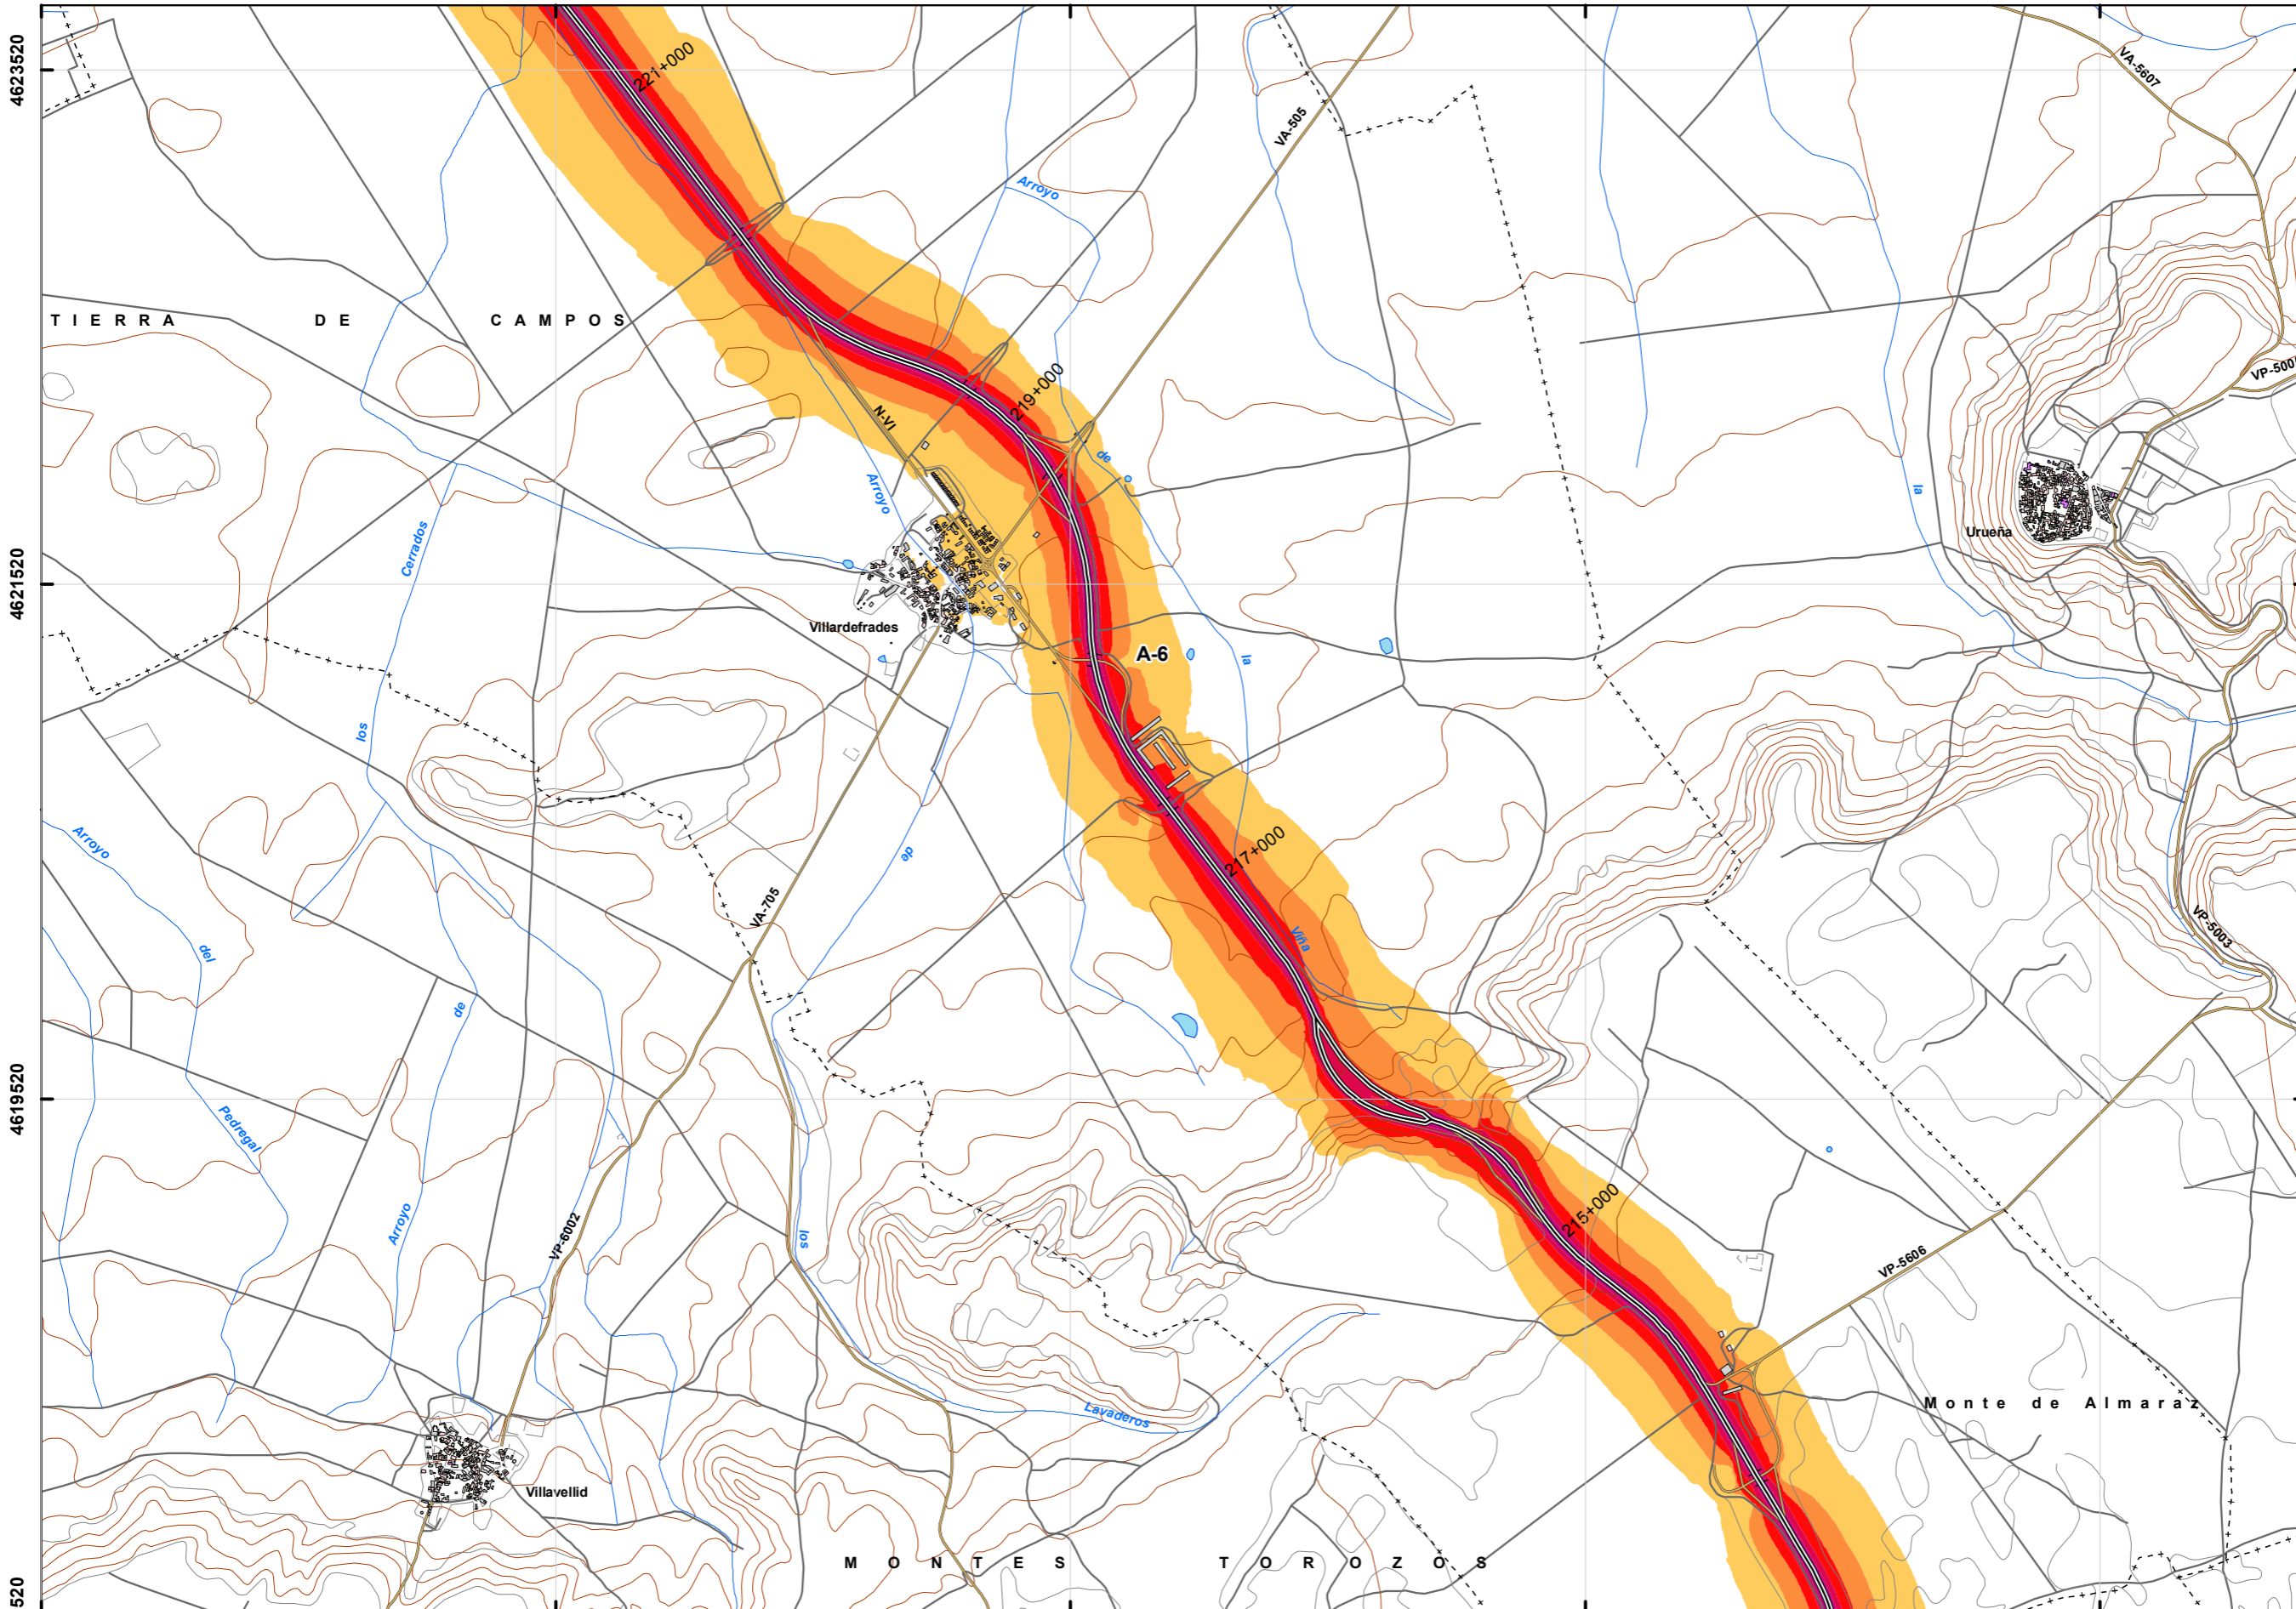 4623520
221+000
VA-5607
VA-505
Arroyo
TIERRA DE CAMPOS
VP-500
219+000
N-VI
de
Arroyo
la
Cerrados
Urueña
4621520
Villardefrades
A-6
la
los
Arroyo
de
217+000
VA-705
Viña
VP-5003
del
de
4619520
Pedregal
Arroyo
VP-6002
los
215+000
VP-5606
Monte de Almaraz
Lavaderos
Villavellid
MONTES TOROZOS
520